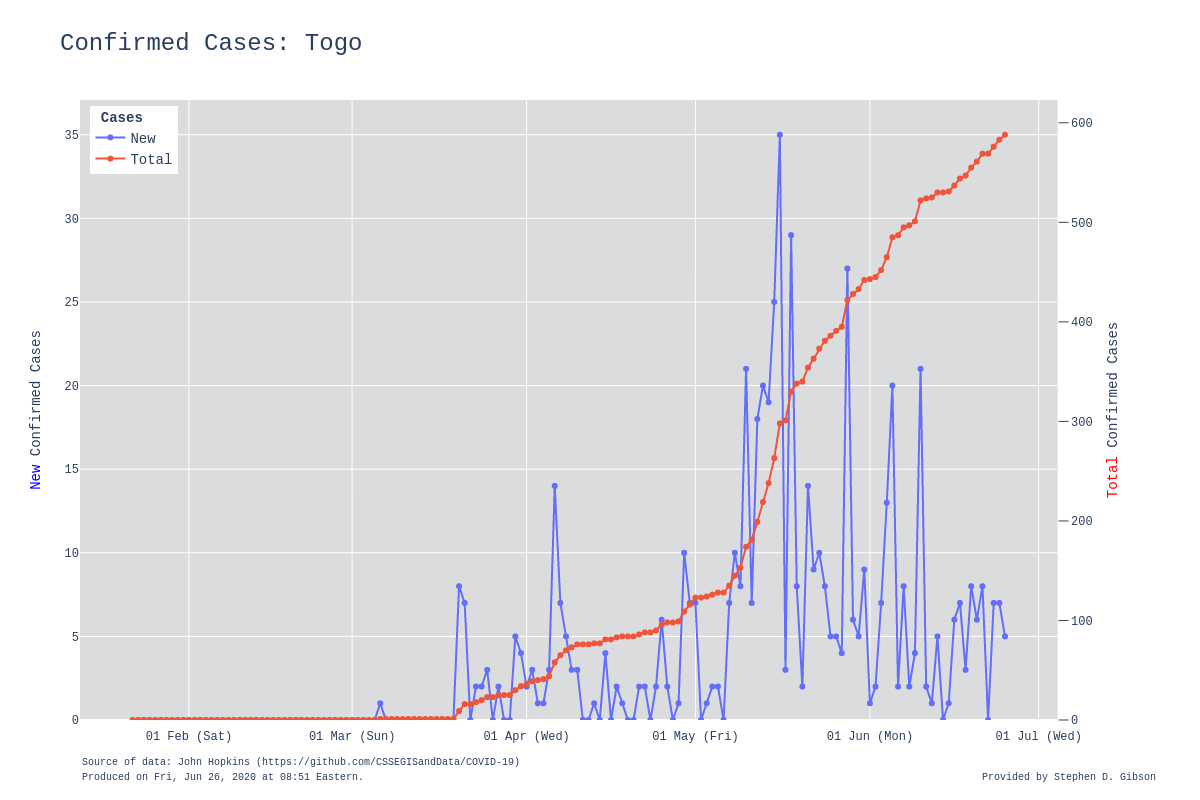 Confirmed Cases: Togo
Cases
New
Total
35
30
25
20
15
10
5
0
New Confirmed Cases
600
500
400
300
200
100
0
Total Confirmed Cases
01 Feb (Sat)
01 Mar (Sun)
01 Apr (Wed)
01 May (Fri)
01 Jun (Mon)
01 Jul (Wed)
Source of data: John Hopkins (https://github.com/CSSEGISandData/COVID-19)
Produced on Fri, Jun 26, 2020 at 08:51 Eastern.
Provided by Stephen D. Gibson